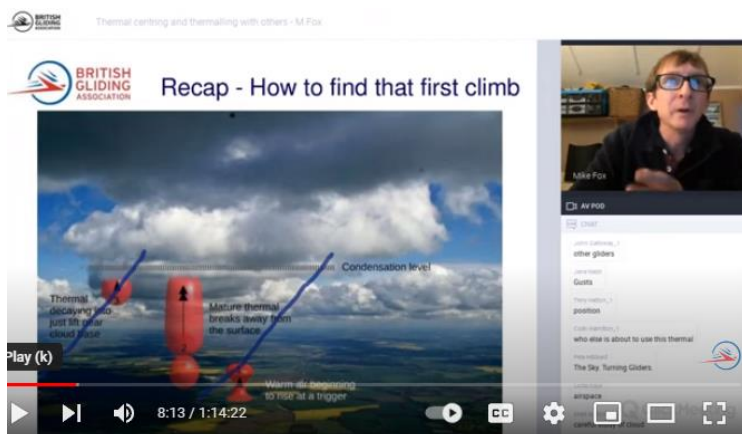 BRITISH
GLIDING
ASSOCIATION
Thermal centring and thermalling with others - M.Fox
BRITISH
GLIDING
ASSOCIATION
Recap - How to find that first climb
Condensation level
Thermal
decaying into
just lift near
cloud base
Mature thermal
breaks away from
the surface
Warm air beginning
to rise at a trigger
Mike Fox
AV POD
CHAT
other gliders
Gusts
position
who else is about to use this thermal
The Sky. Turning Gliders.
airspace
Play (k)
8:13 / 1:14:22
CC